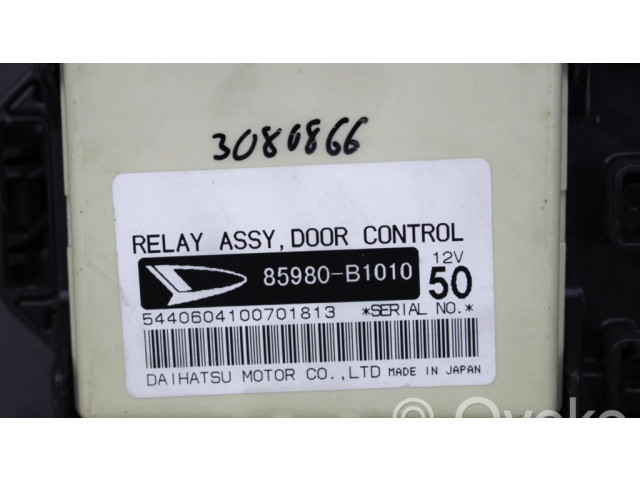 3080866
RELAY ASSY, DOOR CONTROL
85980-B1010
12V
50
5440604100701813 *SERIAL NO.*
DAIHATSU MOTOR CO.,LTD MADE IN JAPAN
© Ovoko